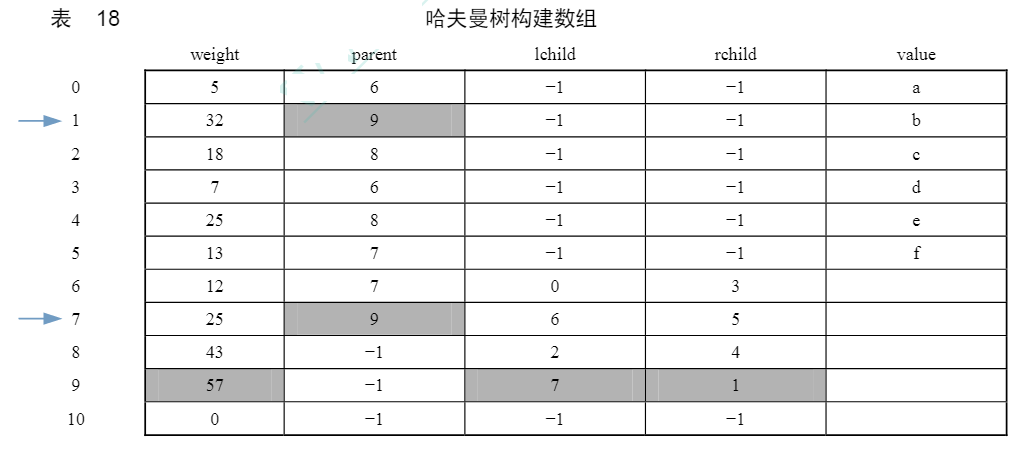 表 18 哈夫曼树构建数组
weight parent lchild rchild value
0 5 6 −1 −1 a
1 32 9 −1 −1 b
2 18 8 −1 −1 c
3 7 6 −1 −1 d
4 25 8 −1 −1 e
5 13 7 −1 −1 f
6 12 7 0 3
7 25 9 6 5
8 43 −1 2 4
9 57 −1 7 1
10 0 −1 −1 −1